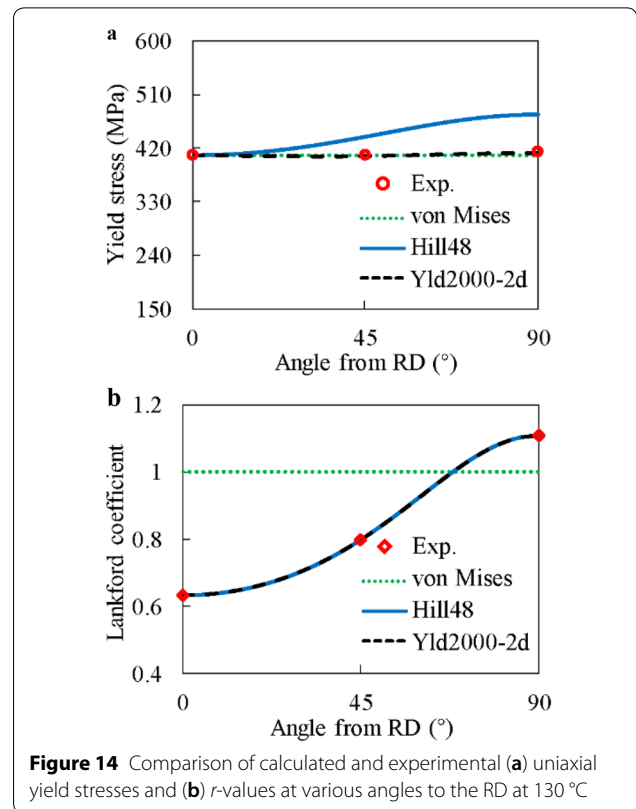 a
600
510
420
330
240
150
Yield stress (MPa)
Exp.
von Mises
Hill48
Yld2000-2d
0 45 90
Angle from RD (°)
b
1.2
1
0.8
0.6
0.4
Lankford coefficient
Exp.
von Mises
Hill48
Yld2000-2d
0 45 90
Angle from RD (°)
Figure 14 Comparison of calculated and experimental (a) uniaxial
yield stresses and (b) r-values at various angles to the RD at 130 °C